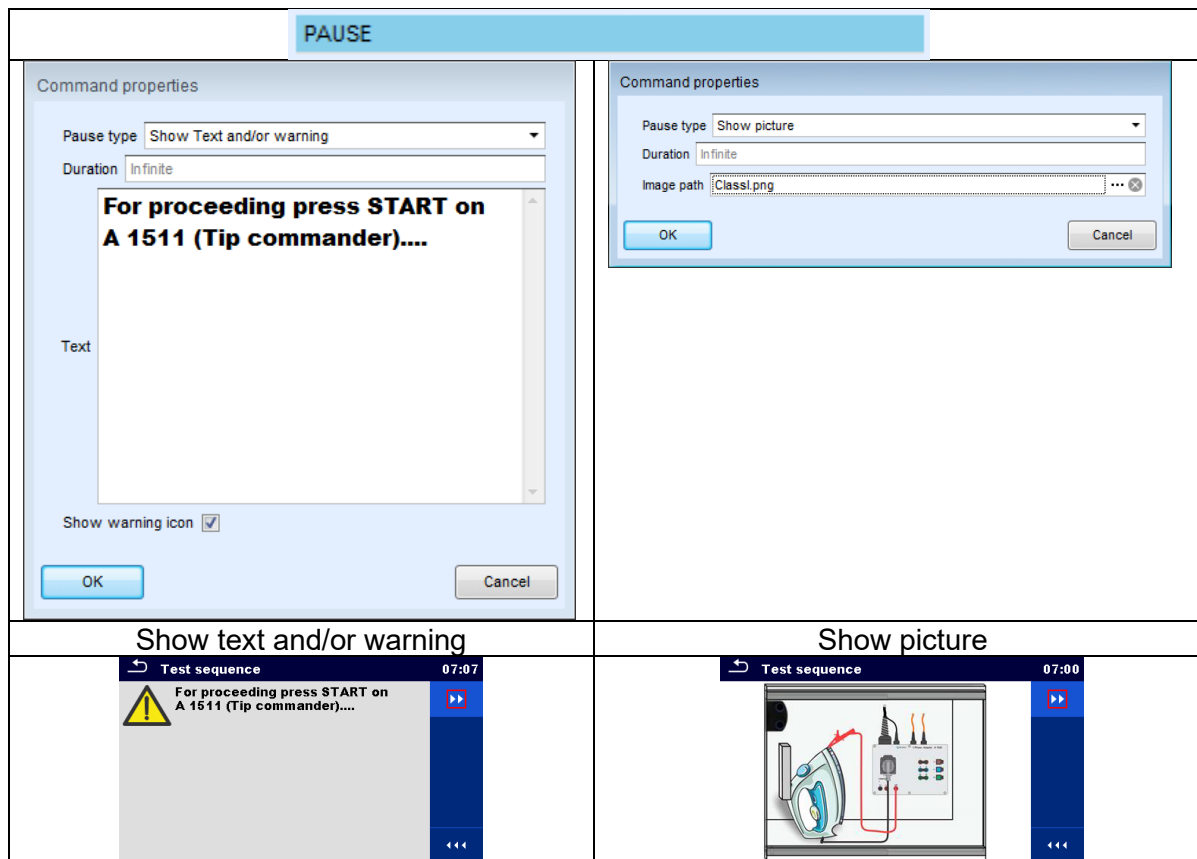 PAUSE
Command properties
Pause type Show Text and/or warning
Duration Infinite
For proceeding press START on
A 1511 (Tip commander)....
Text
Show warning icon
OK Cancel
Command properties
Pause type Show picture
Duration Infinite
Image path ClassI.png ...
OK Cancel
Show text and/or warning
Show picture
Test sequence 07:07
For proceeding press START on
A 1511 (Tip commander)....
Test sequence 07:00